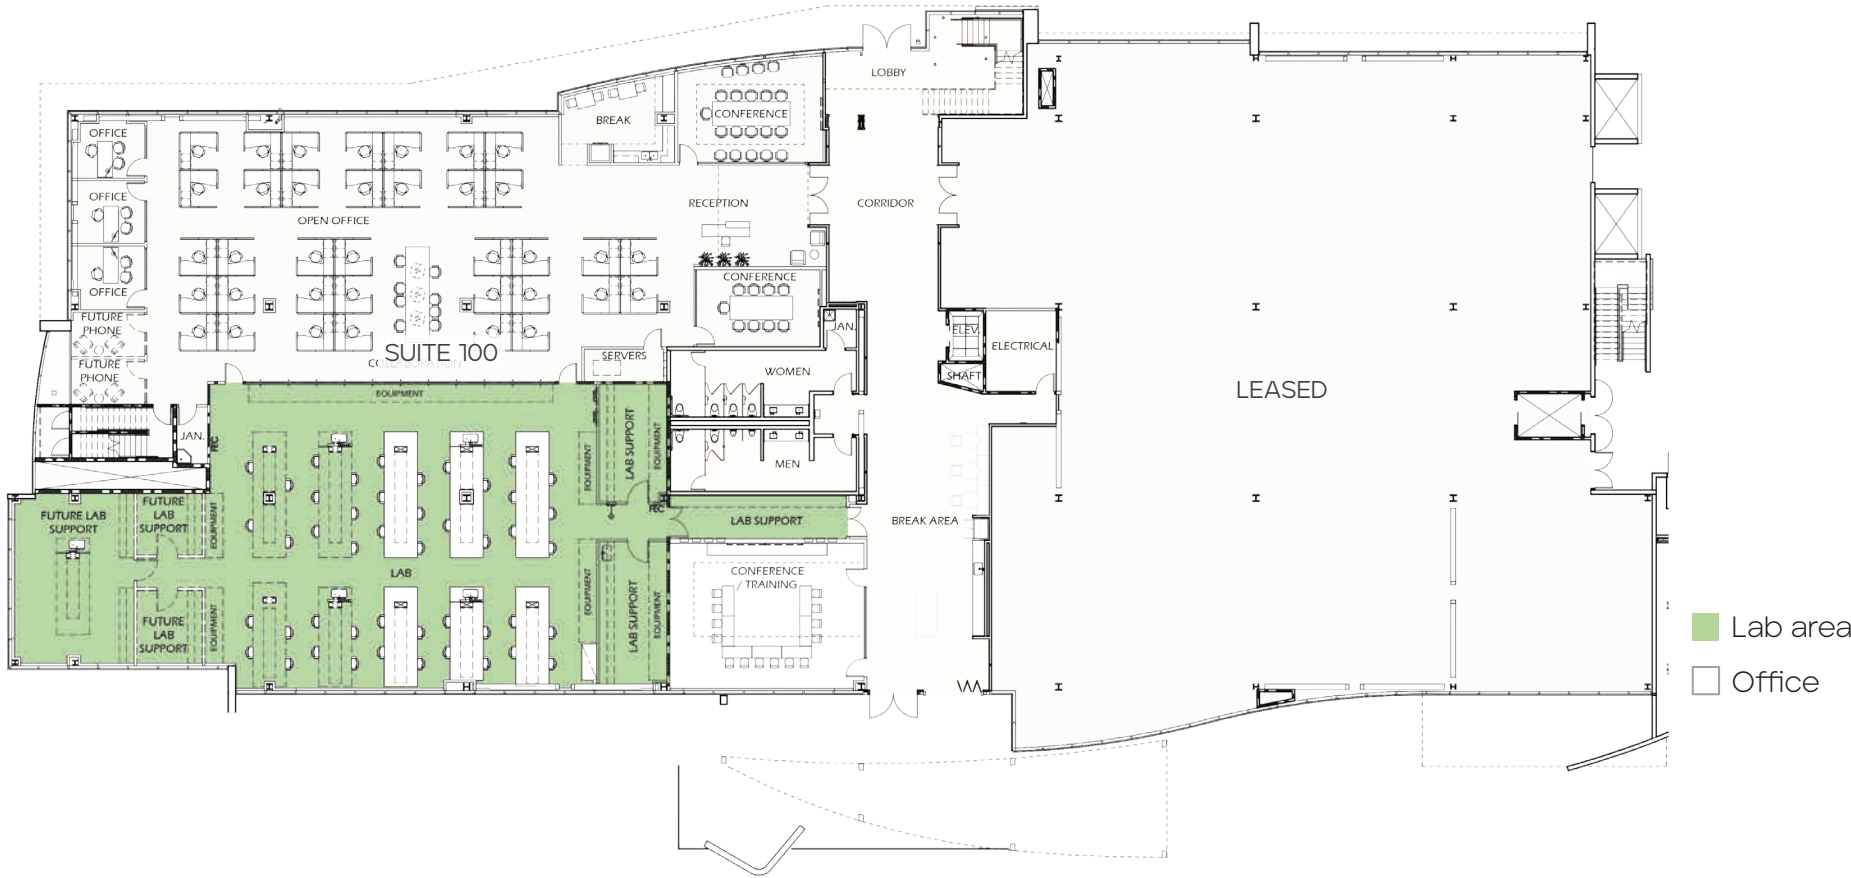 LOBBY
OFFICE
BREAK
CONFERENCE
OFFICE
RECEPTION
CORRIDOR
OPEN OFFICE
OFFICE
CONFERENCE
FUTURE
PHONE
JAN.
ELEV.
ELECTRICAL
SUITE 100
SERVERS
FUTURE
PHONE
WOMEN
SHAFT
LEASED
EQUIPMENT
JAN.
FEC
LAB SUPPORT
EQUIPMENT
EQUIPMENT
MEN
FUTURE LAB
SUPPORT
FUTURE
LAB
SUPPORT
EQUIPMENT
FEC
LAB SUPPORT
BREAK AREA
LAB
CONFERENCE
/ TRAINING
EQUIPMENT
LAB SUPPORT
EQUIPMENT
FUTURE
LAB
SUPPORT
EQUIPMENT
Lab area
Office